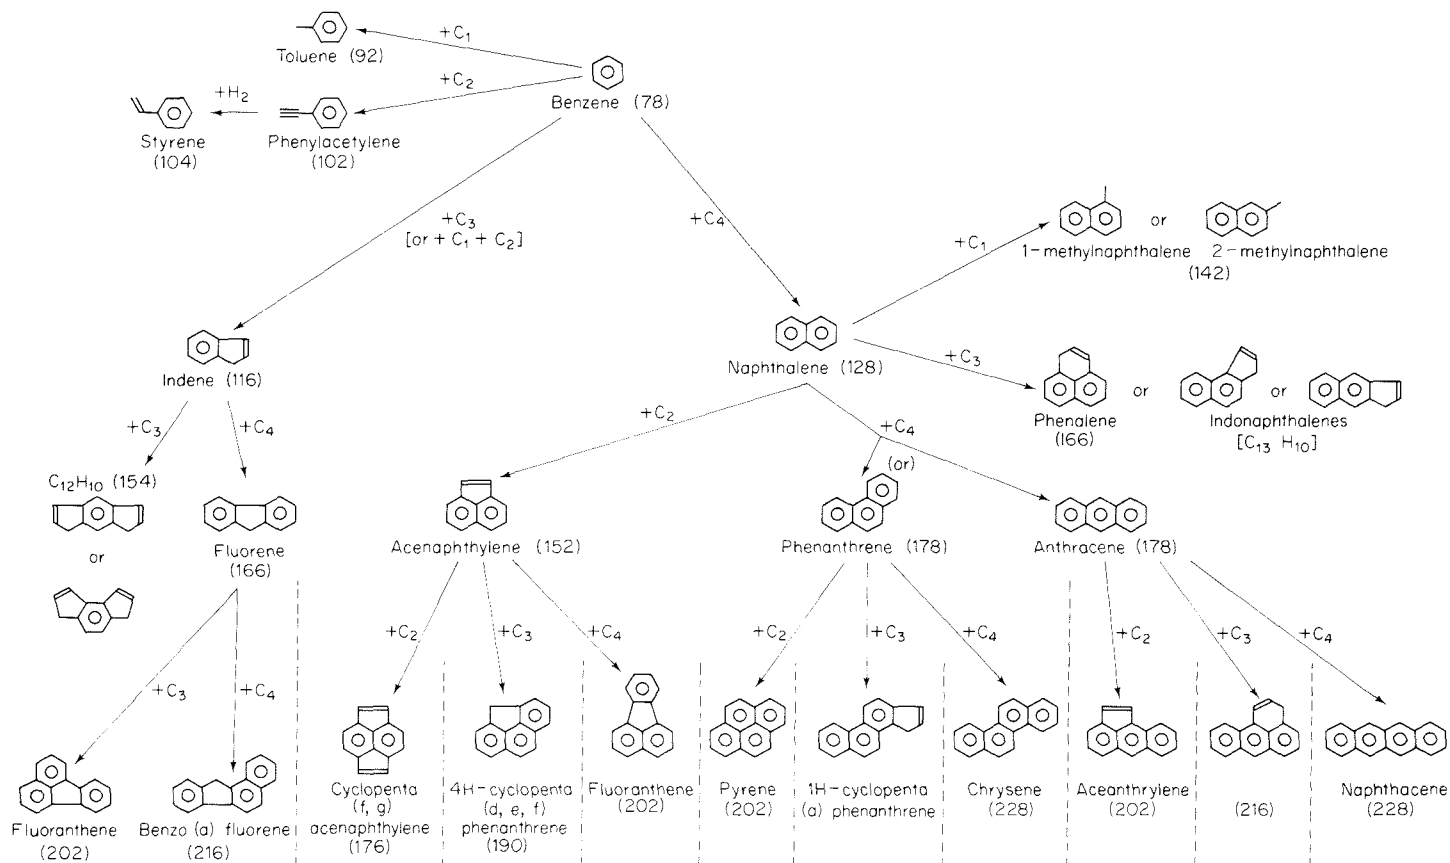 +C1
Toluene (92)
+C2
Benzene (78)
+H2
Styrene
(104)
Phenylacetylene
(102)
+C3
[or + C1 + C2]
+C4
+C1
or
1-methylnaphthalene
2-methylnaphthalene
(142)
Indene (116)
Naphthalene (128)
+C3
or
or
Phenalene
(166)
Indonaphthalenes
[C13 H10]
+C3
+C4
+C2
+C4
(or)
C12H10 (154)
or
Fluorene
(166)
Acenaphthylene (152)
Phenanthrene (178)
Anthracene (178)
+C3
+C4
+C2
+C3
+C4
+C2
+C3
+C4
+C2
+C3
+C4
Fluoranthene
(202)
Benzo (a) fluorene
(216)
Cyclopenta
(f, g)
acenaphthylene
(176)
4H-cyclopenta
(d, e, f)
phenanthrene
(190)
Fluoranthene
(202)
Pyrene
(202)
1H-cyclopenta
(a) phenanthrene
Chrysene
(228)
Aceanthrylene
(202)
(216)
Naphthacene
(228)